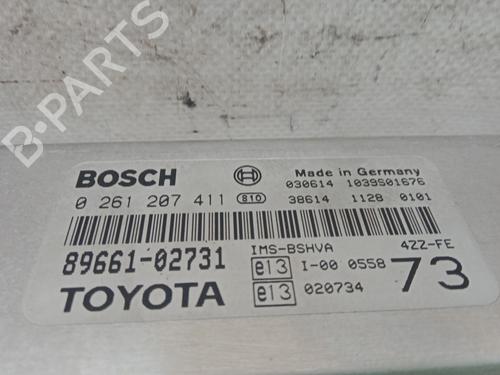 B-PARTS
BOSCH
Made in Germany
0 261 207 411 810
030614 1039S01676
38614 1128 0101
89661-02731
IMS-BSHVA
4ZZ-FE
TOYOTA
e13 I-00 0558
73
e13 020734